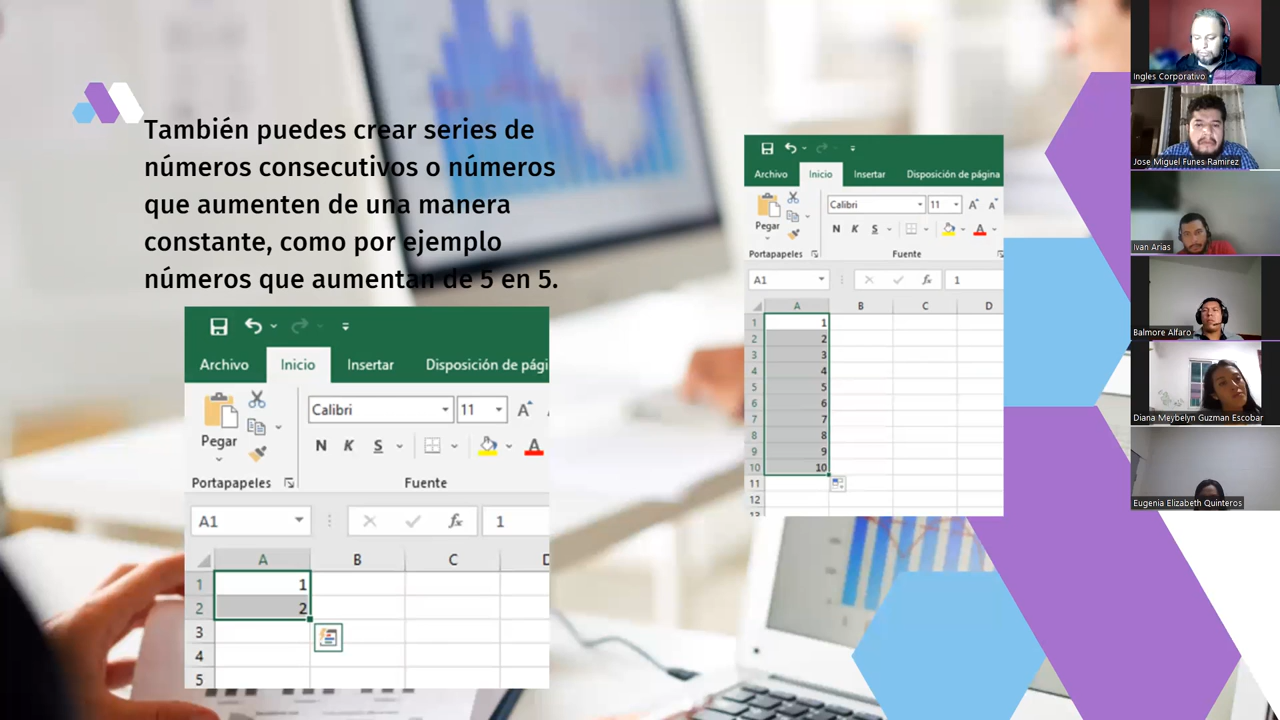 También puedes crear series de
números consecutivos o números
que aumenten de una manera
constante, como por ejemplo
números que aumentan de 5 en 5.
Archivo Inicio Insertar Disposición de pági
Calibri 11 A
Pegar
N K S A
Portapapeles Fuente
A1 fx 1
A B C D
1 1
2 2
3
4
5
Archivo Inicio Insertar Disposición de página
Calibri 11 A A
Pegar
N K S A
Portapapeles Fuente
A1 fx 1
A B C D
1 1
2 2
3 3
4 4
5 5
6 6
7 7
8 8
9 9
10 10
11
12
Ingles Corporativo
Jose Miguel Funes Ramirez
Ivan Arias
Balmore Alfaro
Diana Meybelyn Guzman Escobar
Eugenia Elizabeth Quinteros